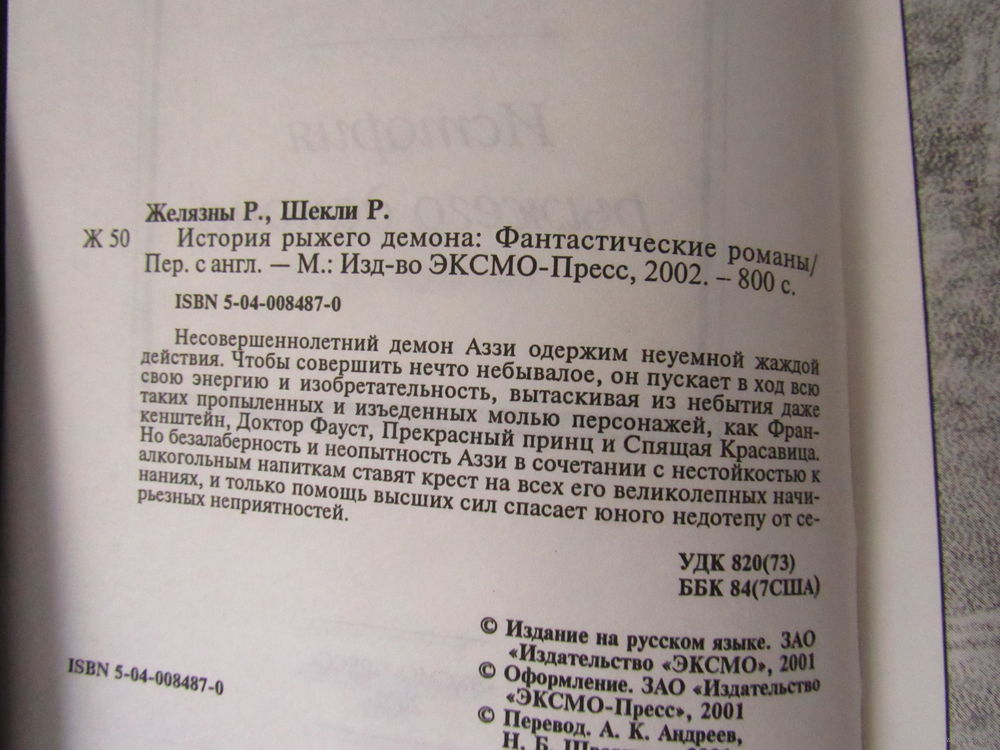 Желязны Р., Шекли Р.
Ж 50 История рыжего демона: Фантастические романы/
Пер. с англ. — М.: Изд-во ЭКСМО-Пресс, 2002. – 800 с.
ISBN 5-04-008487-0
Несовершеннолетний демон Аззи одержим неуемной жаждой
действия. Чтобы совершить нечто небывалое, он пускает в ход всю
свою энергию и изобретательность, вытаскивая из небытия даже
таких пропыленных и изъеденных молью персонажей, как Фран-
кенштейн, Доктор Фауст, Прекрасный принц и Спящая Красавица.
Но безалаберность и неопытность Аззи в сочетании с нестойкостью к
алкогольным напиткам ставят крест на всех его великолепных начи-
наниях, и только помощь высших сил спасает юного недотепу от се-
рьезных неприятностей.
УДК 820(73)
ББК 84(7США)
© Издание на русском языке. ЗАО
«Издательство «ЭКСМО», 2001
© Оформление. ЗАО «Издательство
«ЭКСМО-Пресс», 2001
© Перевод. А. К. Андреев,
Н. Б.
ISBN 5-04-008487-0
История
рыжего